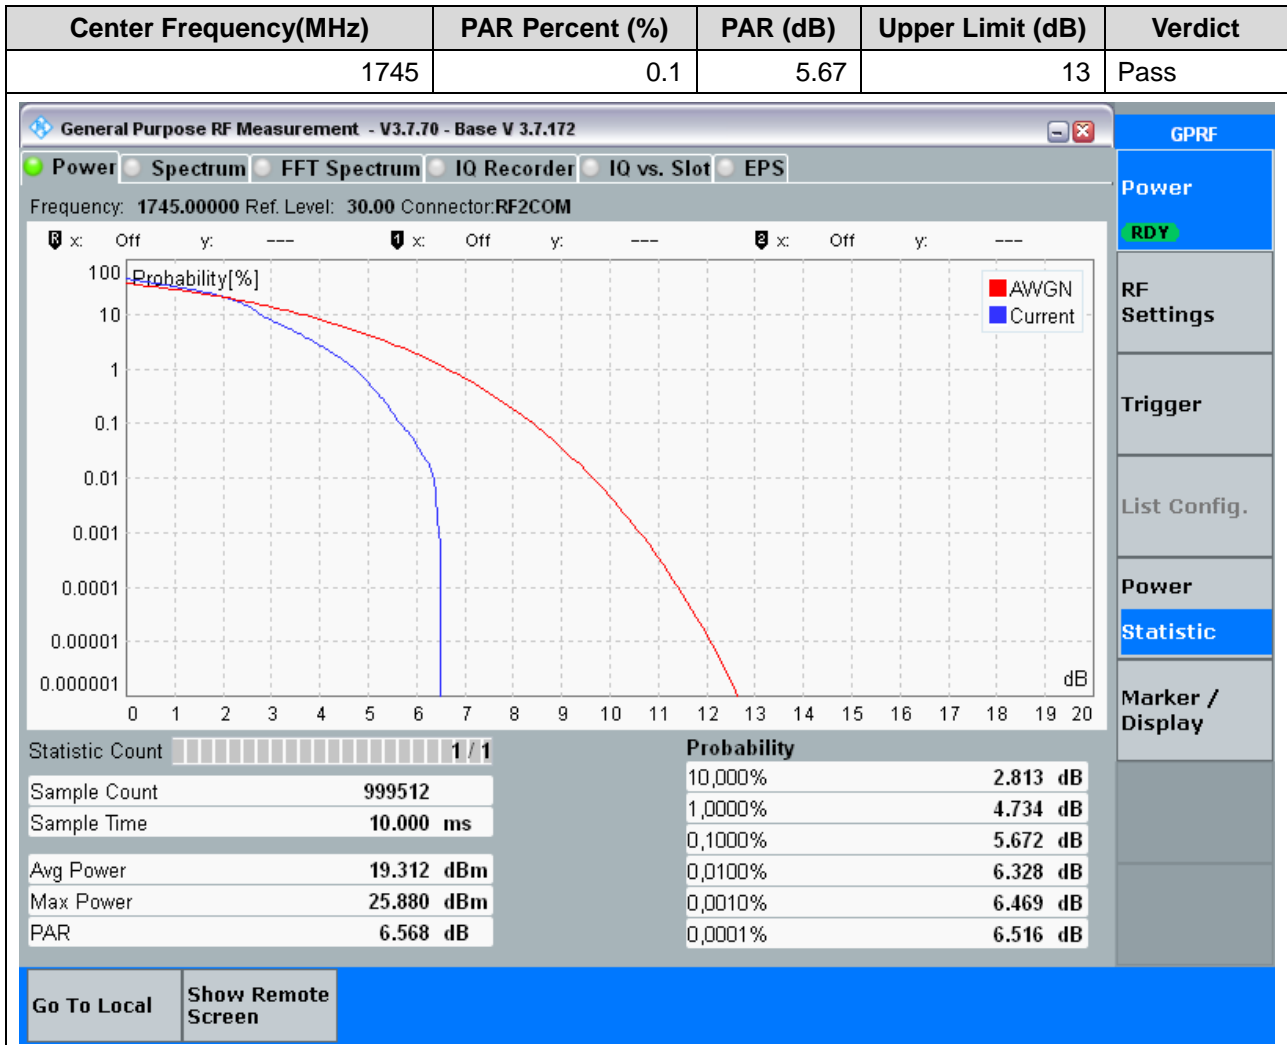 Center Frequency(MHz) PAR Percent (%) PAR (dB) Upper Limit (dB) Verdict
1745 0.1 5.67 13 Pass
General Purpose RF Measurement - V3.7.70 - Base V 3.7.172
GPRF
Power Spectrum FFT Spectrum IQ Recorder IQ vs. Slot EPS
Power
RDY
Frequency: 1745.00000 Ref. Level: 30.00 Connector:RF2COM
R x: Off y: --- 1 x: Off y: --- 2 x: Off y: ---
Probability[%]
AWGN
Current
100
10
1
0.1
0.01
0.001
0.0001
0.00001
0.000001
dB
0 1 2 3 4 5 6 7 8 9 10 11 12 13 14 15 16 17 18 19 20
RF
Settings
Trigger
List Config.
Power
Statistic
Marker /
Display
Statistic Count 1 / 1
Sample Count 999512
Sample Time 10.000 ms
Avg Power 19.312 dBm
Max Power 25.880 dBm
PAR 6.568 dB
Probability
10,000% 2.813 dB
1,0000% 4.734 dB
0,1000% 5.672 dB
0,0100% 6.328 dB
0,0010% 6.469 dB
0,0001% 6.516 dB
Go To Local
Show Remote
Screen